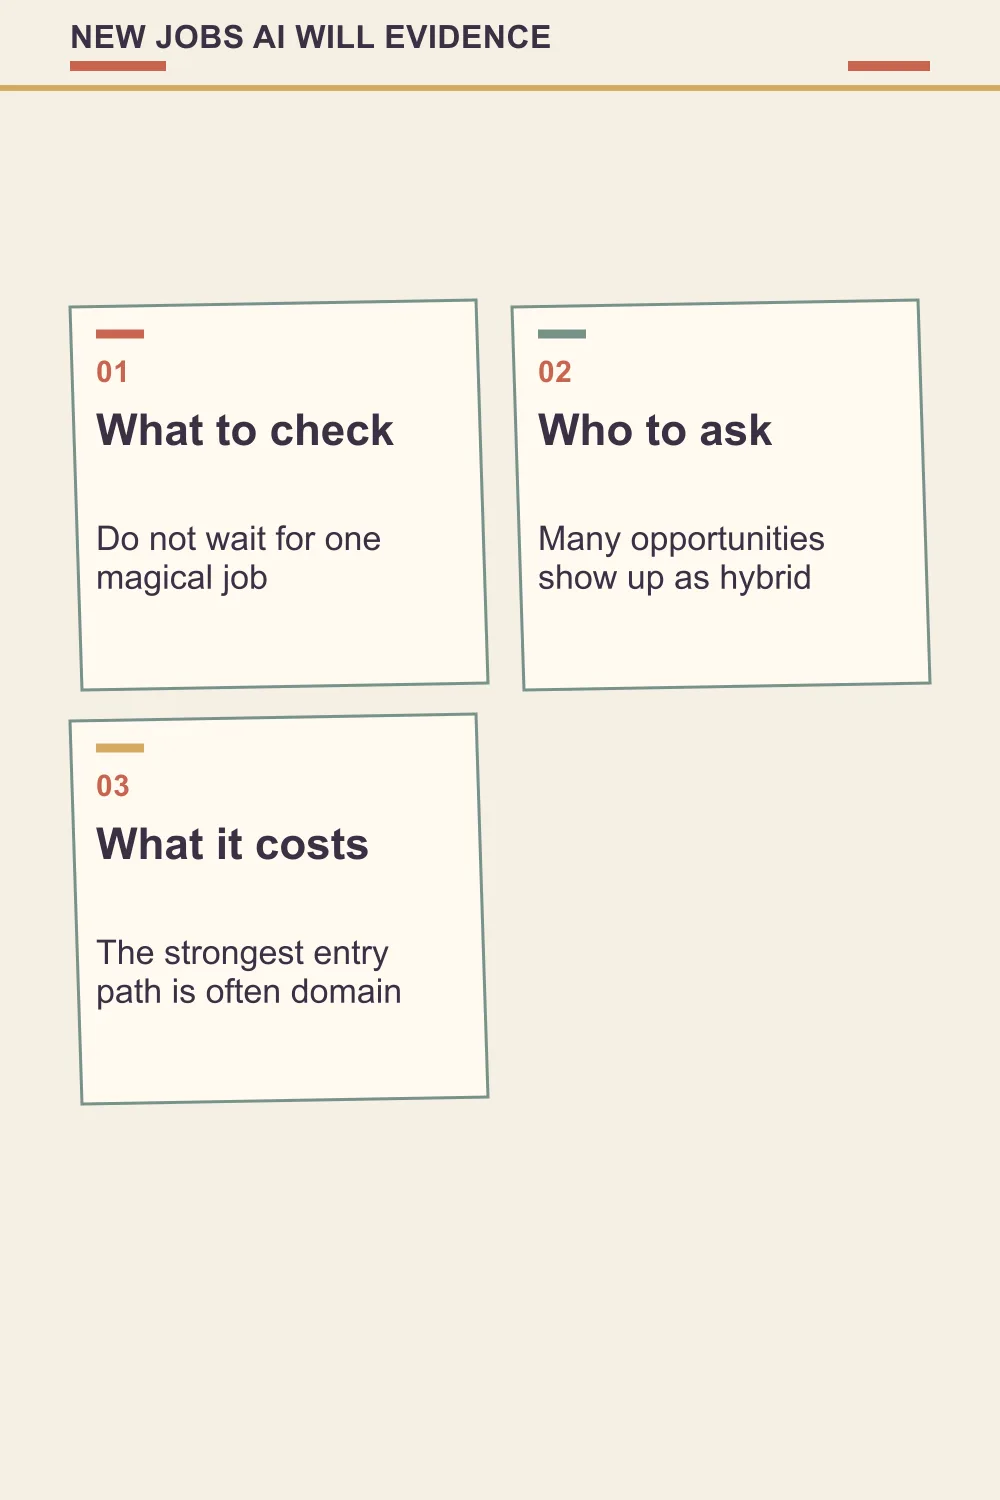 NEW JOBS AI WILL EVIDENCE
01
What to check
Do not wait for one
magical job
02
Who to ask
Many opportunities
show up as hybrid
03
What it costs
The strongest entry
path is often domain